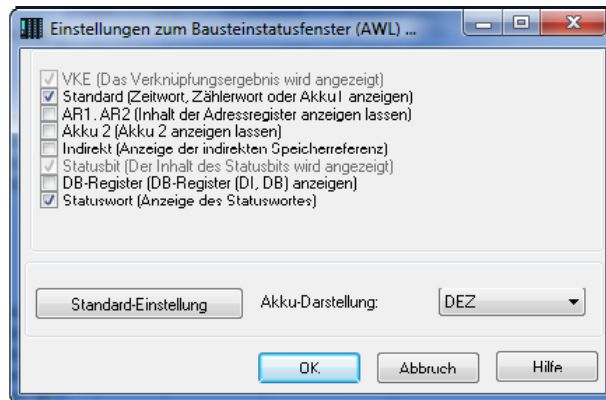 Einstellungen zum Bausteinstatusfenster (AWL) ...
VKE (Das Verknüpfungsergebnis wird angezeigt)
Standard (Zeitwort, Zählerwort oder Akku1 anzeigen)
AR1, AR2 (Inhalt der Adressregister anzeigen lassen)
Akku 2 (Akku 2 anzeigen lassen)
Indirekt (Anzeige der indirekten Speicherreferenz)
Statusbit (Der Inhalt des Statusbits wird angezeigt)
DB-Register (DB-Register (DI, DB) anzeigen)
Statuswort (Anzeige des Statuswortes)
Standard-Einstellung Akku-Darstellung: DEZ
OK Abbruch Hilfe